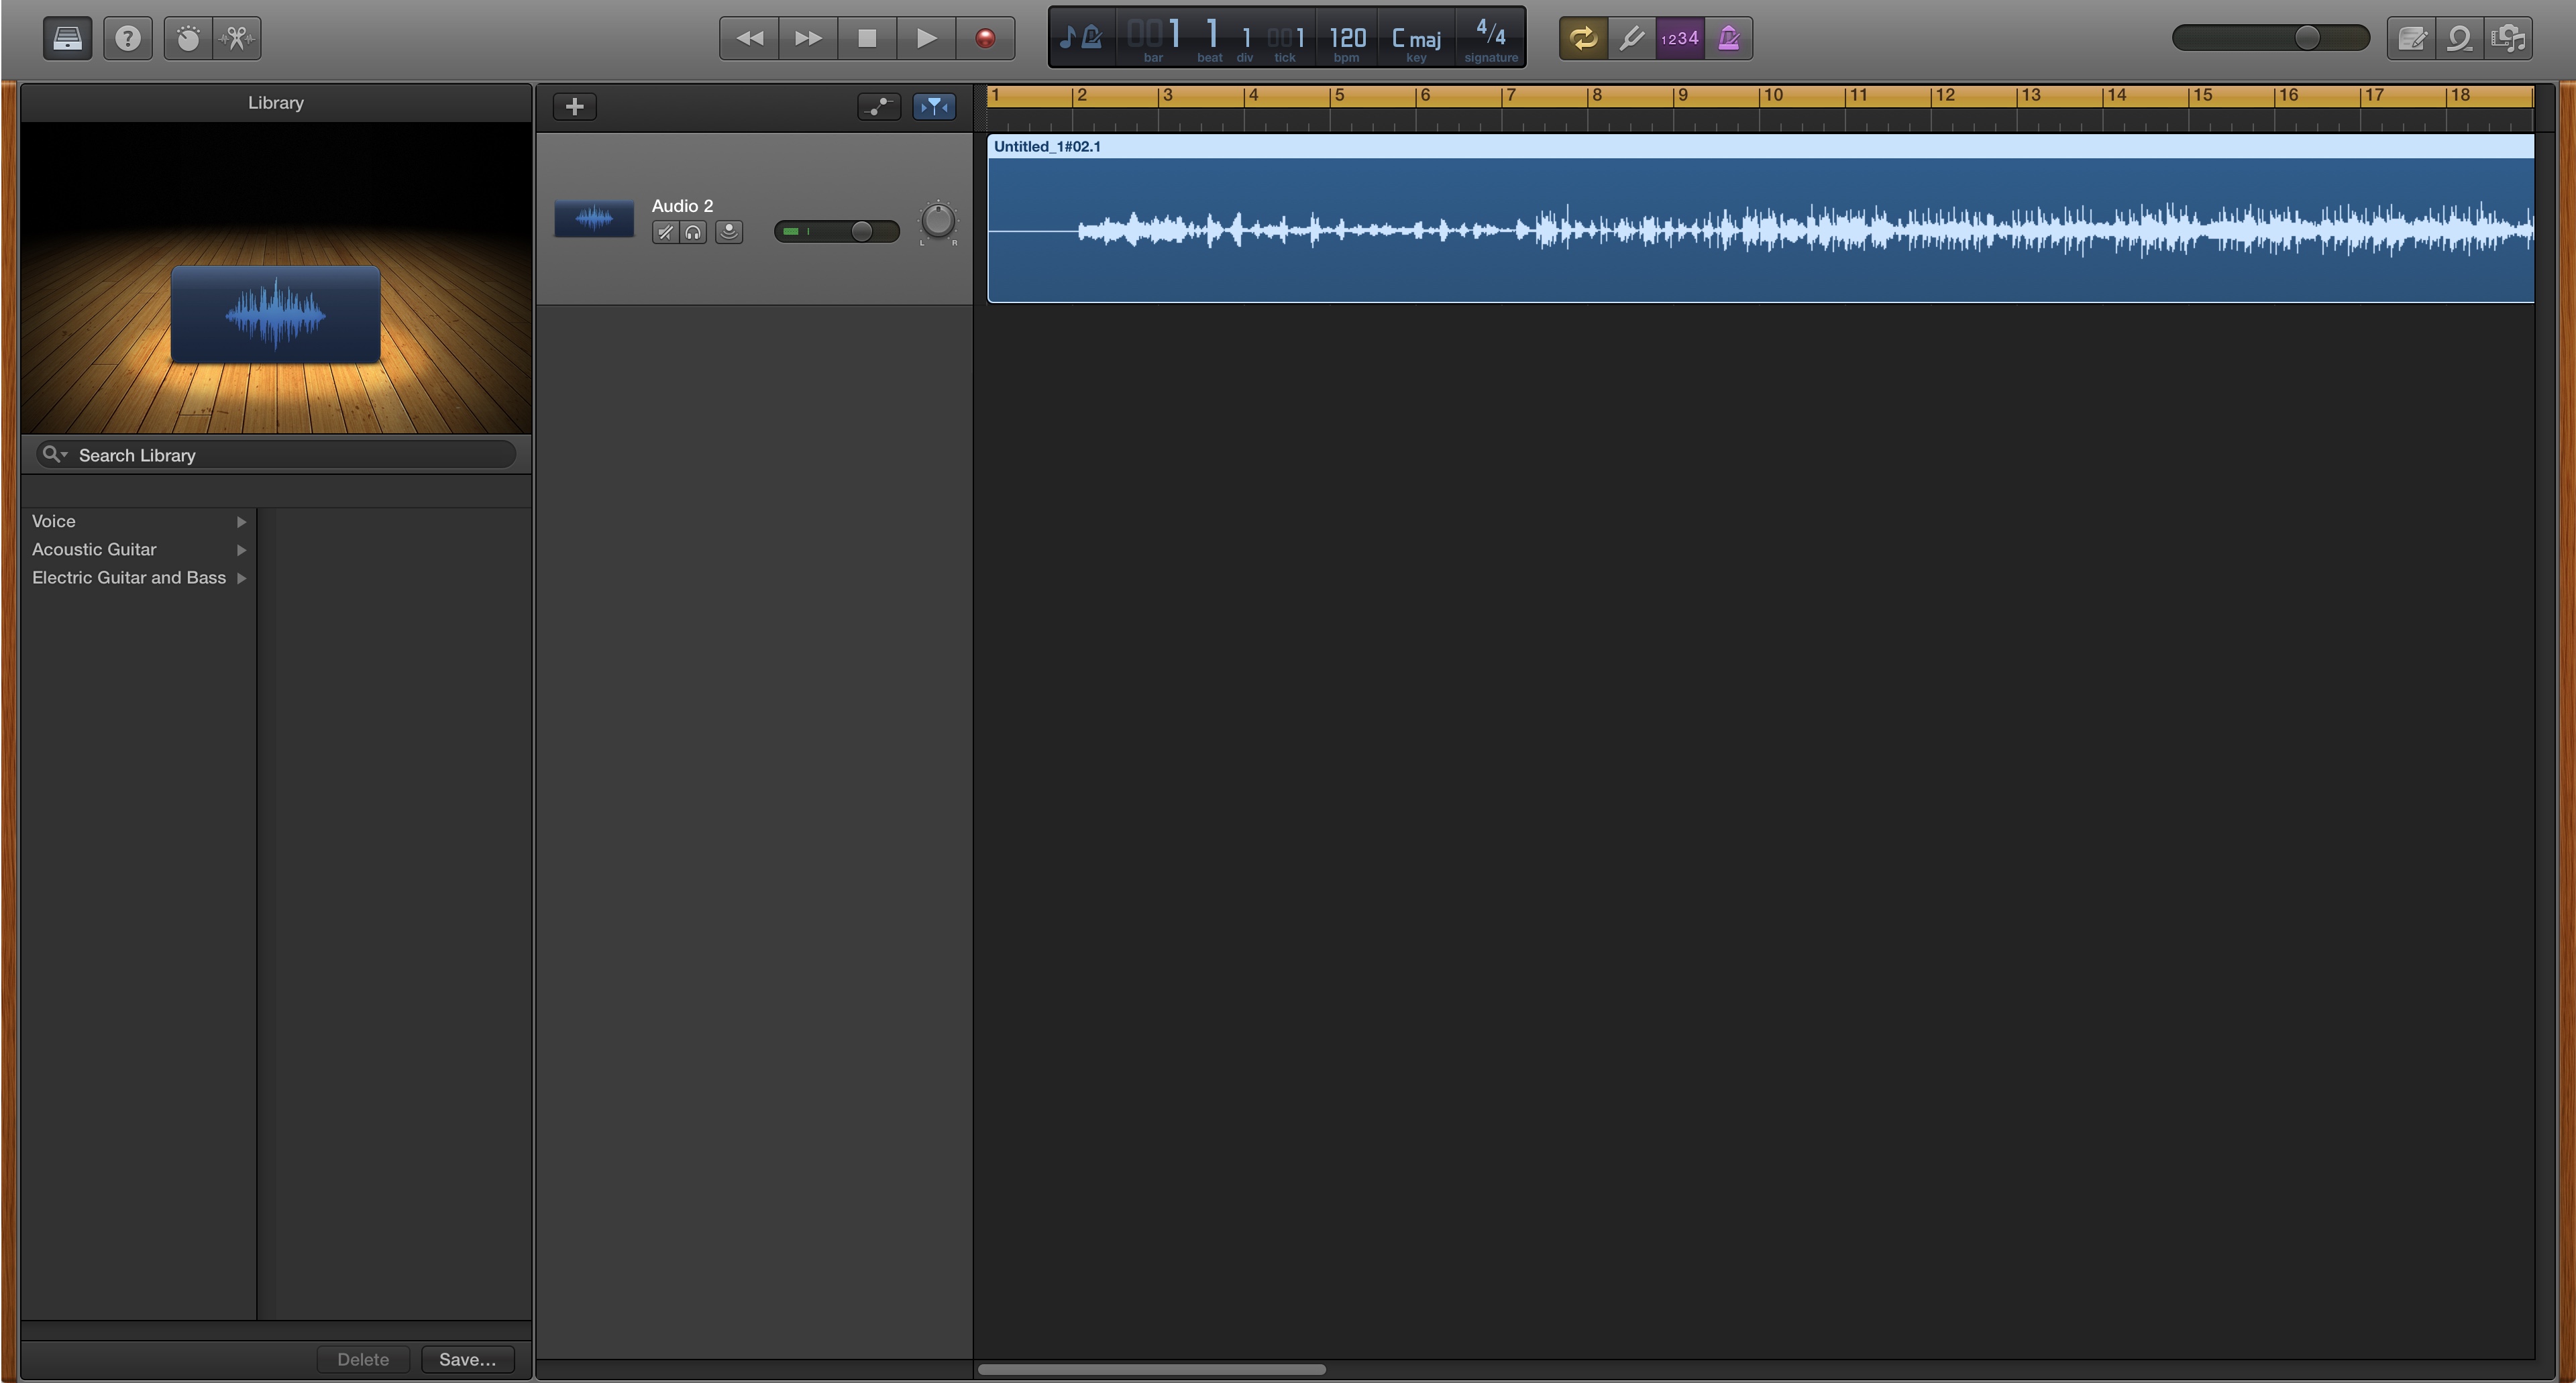 ?
001 1 1 001 120 C maj 4/4
bar beat div tick bpm key signature
1234
Library
1 2 3 4 5 6 7 8 9 10 11 12 13 14 15 16 17 18
Untitled_1#02.1
Audio 2
L R
Search Library
Voice
Acoustic Guitar
Electric Guitar and Bass
Delete Save...